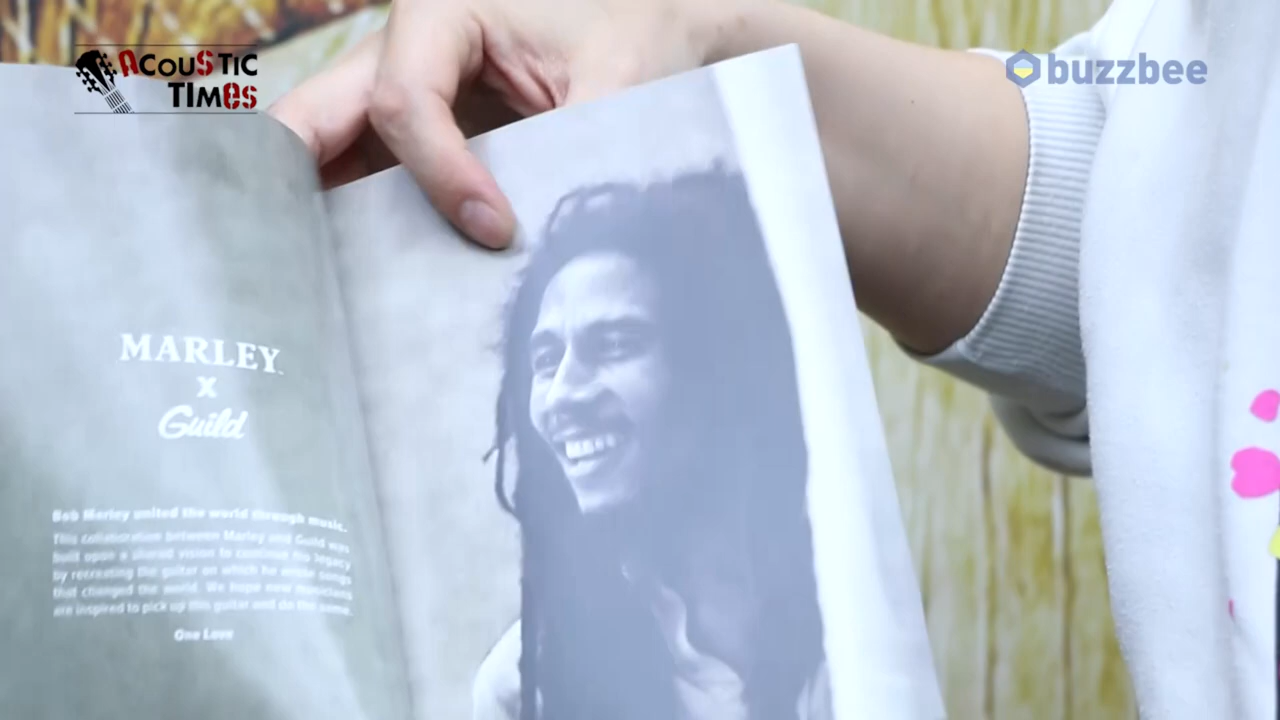 ACOUSTIC
TIMES
buzzbee
MARLEY
x
Guild
Bob Marley united the world through music.
This collaboration between Marley and Guild was
built upon a shared vision to continue his legacy
by recreating the guitar on which he wrote songs
that changed the world. We hope new musicians
are inspired to pick up this guitar and do the same.
One Love